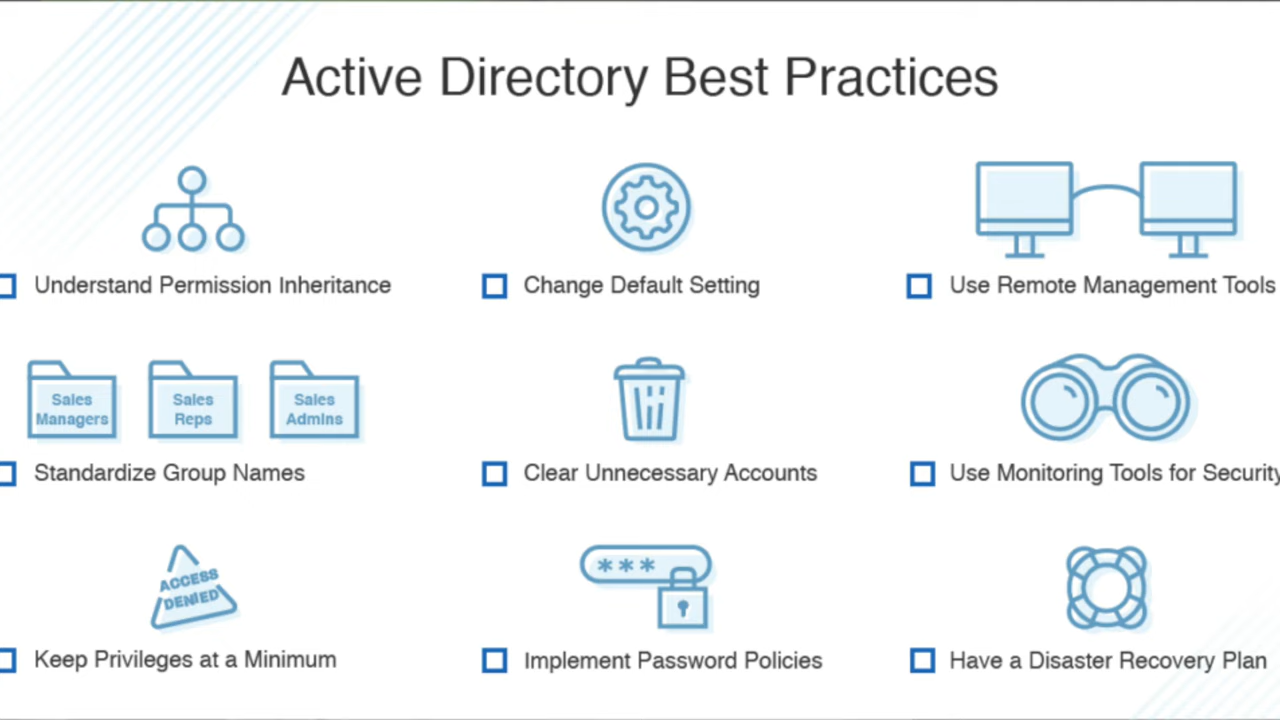 Active Directory Best Practices
Understand Permission Inheritance
Change Default Setting
Use Remote Management Tools
Sales Managers
Sales Reps
Sales Admins
Standardize Group Names
Clear Unnecessary Accounts
Use Monitoring Tools for Security
ACCESS
DENIED
***
Keep Privileges at a Minimum
Implement Password Policies
Have a Disaster Recovery Plan